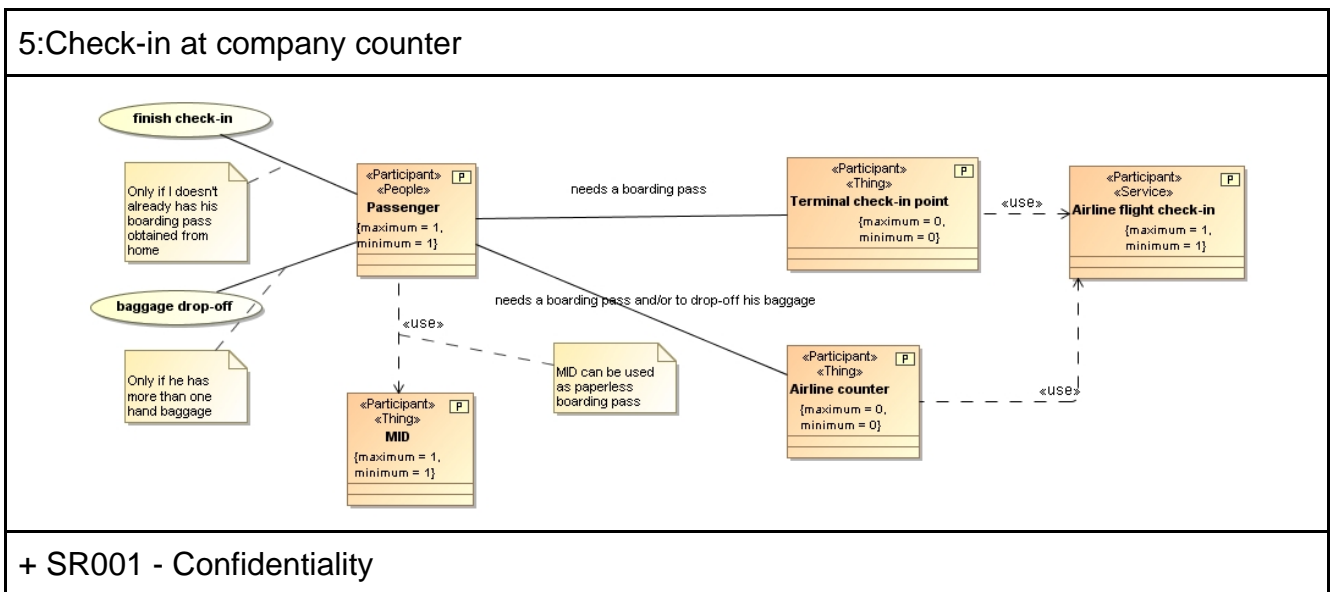 5:Check-in at company counter
finish check-in
Only if I doesn't
already has his
boarding pass
obtained from
home
baggage drop-off
Only if he has
more than one
hand baggage
«Participant»
P
«People»
Passenger
{maximum = 1,
minimum = 1}
«use»
«Participant»
P
«Thing»
MID
{maximum = 1,
minimum = 1}
MID can be used
as paperless
boarding pass
needs a boarding pass
needs a boarding pass and/or to drop-off his baggage
«Participant»
P
«Thing»
Terminal check-in point
{maximum = 0,
minimum = 0}
«use»
«Participant»
P
«Service»
Airline flight check-in
{maximum = 1,
minimum = 1}
«Participant»
P
«Thing»
Airline counter
{maximum = 0,
minimum = 0}
«use»
+ SR001 - Confidentiality